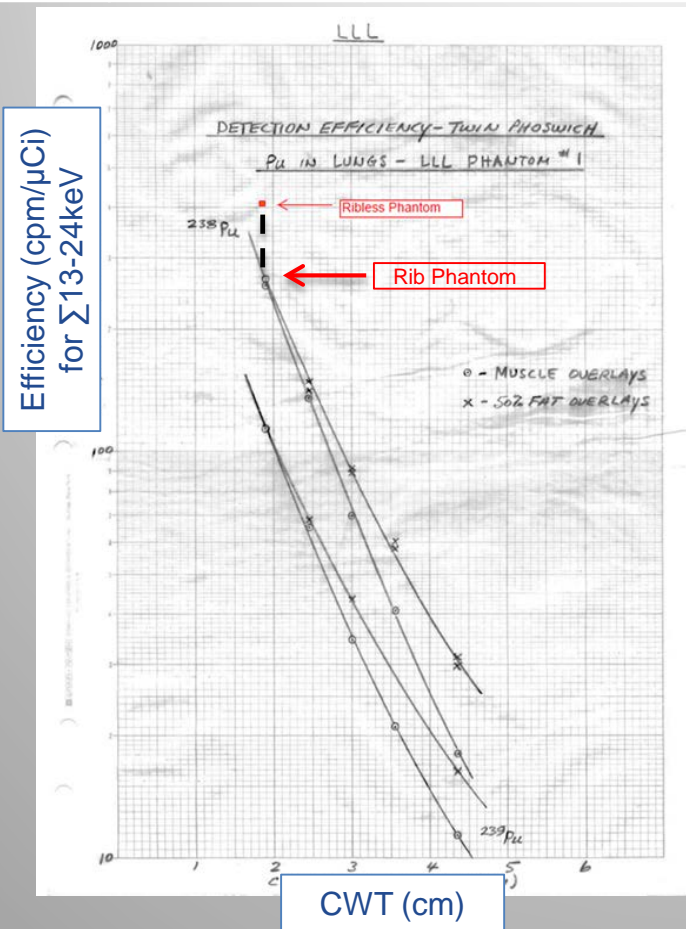 LLL
1000
DETECTION EFFICIENCY - TWIN PHOSWICH
Pu IN LUNGS - LLL PHANTOM #1
Efficiency (cpm/μCi)
for ∑13-24keV
Ribless Phantom
238Pu
Rib Phantom
⊙ - MUSCLE OVERLAYS
× - 50% FAT OVERLAYS
100
239Pu
10
1 2 3 4 5 6
CWT (cm)